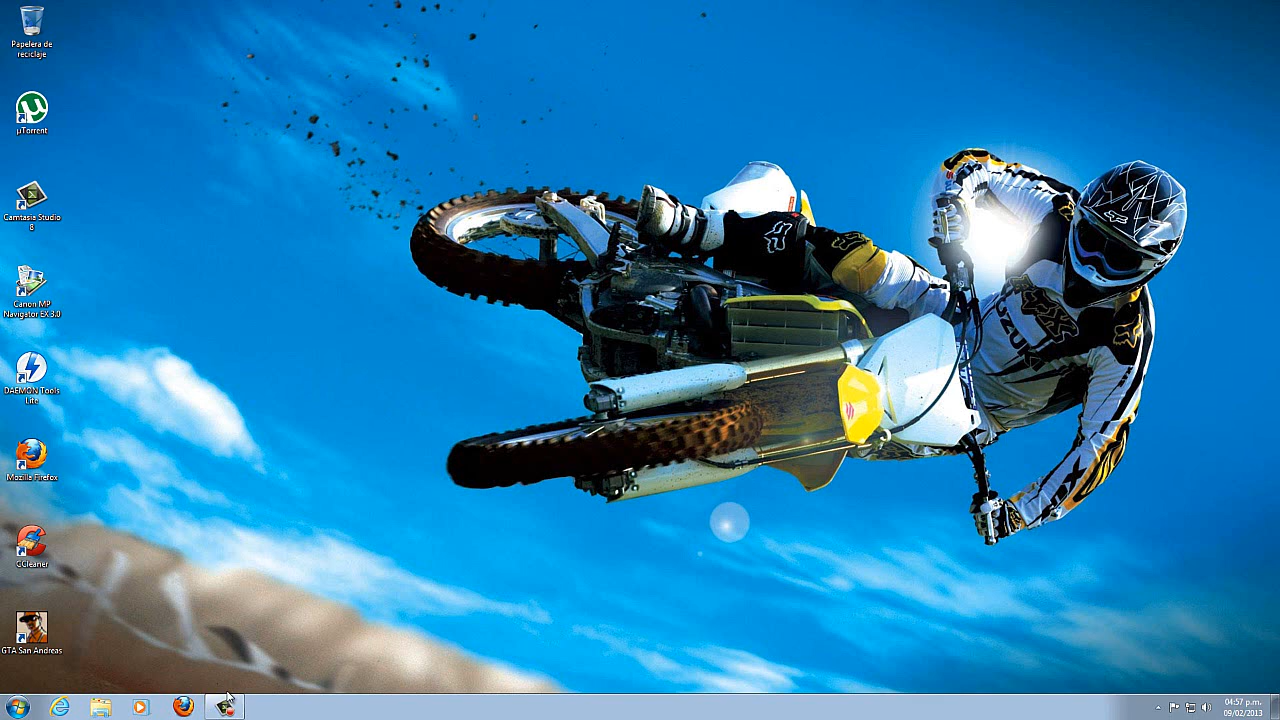 Papelera de
reciclaje
µTorrent
Camtasia Studio
8
Canon MP
Navigator EX 3.0
DAEMON Tools
Lite
Mozilla Firefox
CCleaner
GTA San Andreas
FOX
04:57 p.m.
09/02/2013